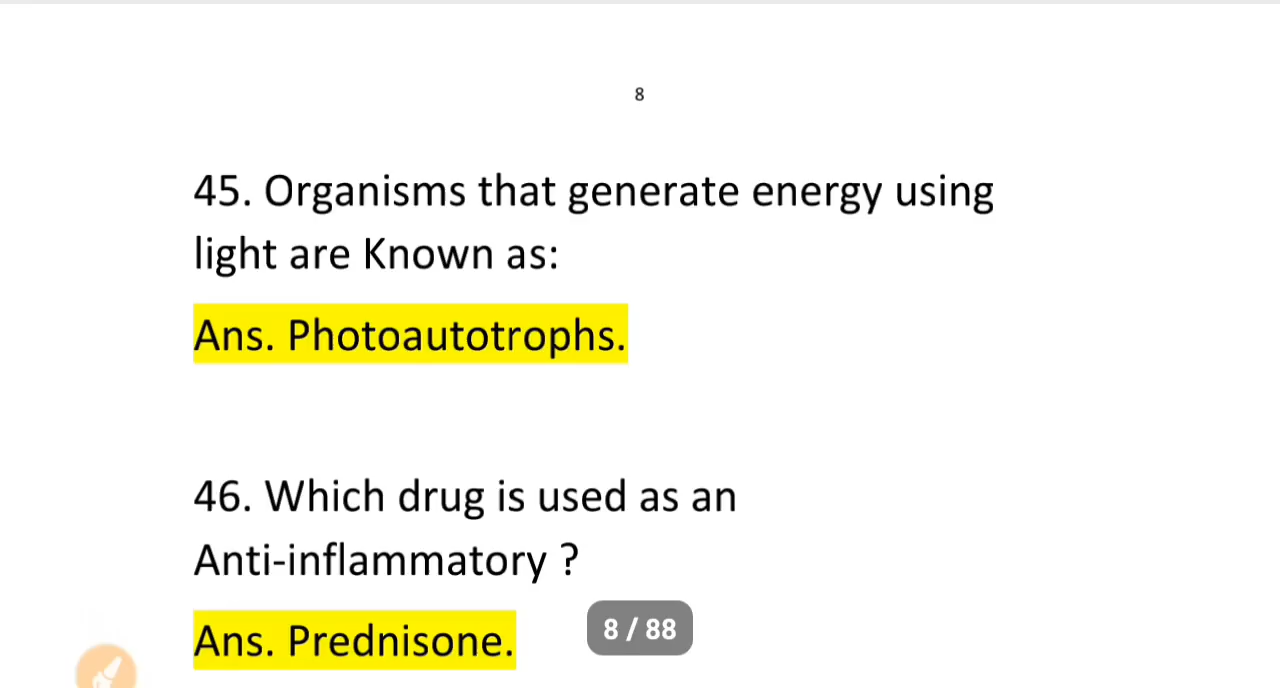 8
45. Organisms that generate energy using
light are Known as:
Ans. Photoautotrophs.
46. Which drug is used as an
Anti-inflammatory ?
Ans. Prednisone.
8 / 88